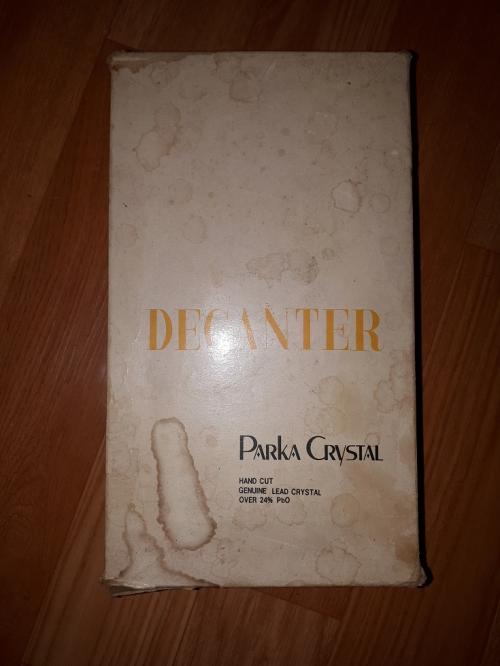 DECANTER
PARKA CRYSTAL
HAND CUT
GENUINE LEAD CRYSTAL
OVER 24% PbO